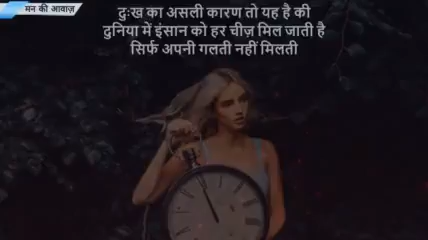 मन की आवाज़
दुःख का असली कारण तो यह है की
दुनिया में इंसान को हर चीज़ मिल जाती है
सिर्फ अपनी गलती नहीं मिलती